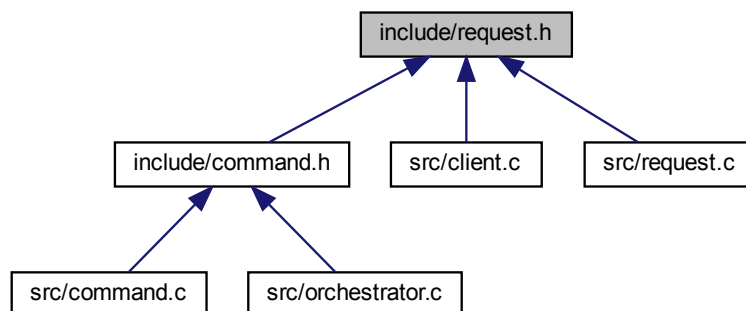 include/request.h
include/command.h
src/client.c
src/request.c
src/command.c
src/orchestrator.c